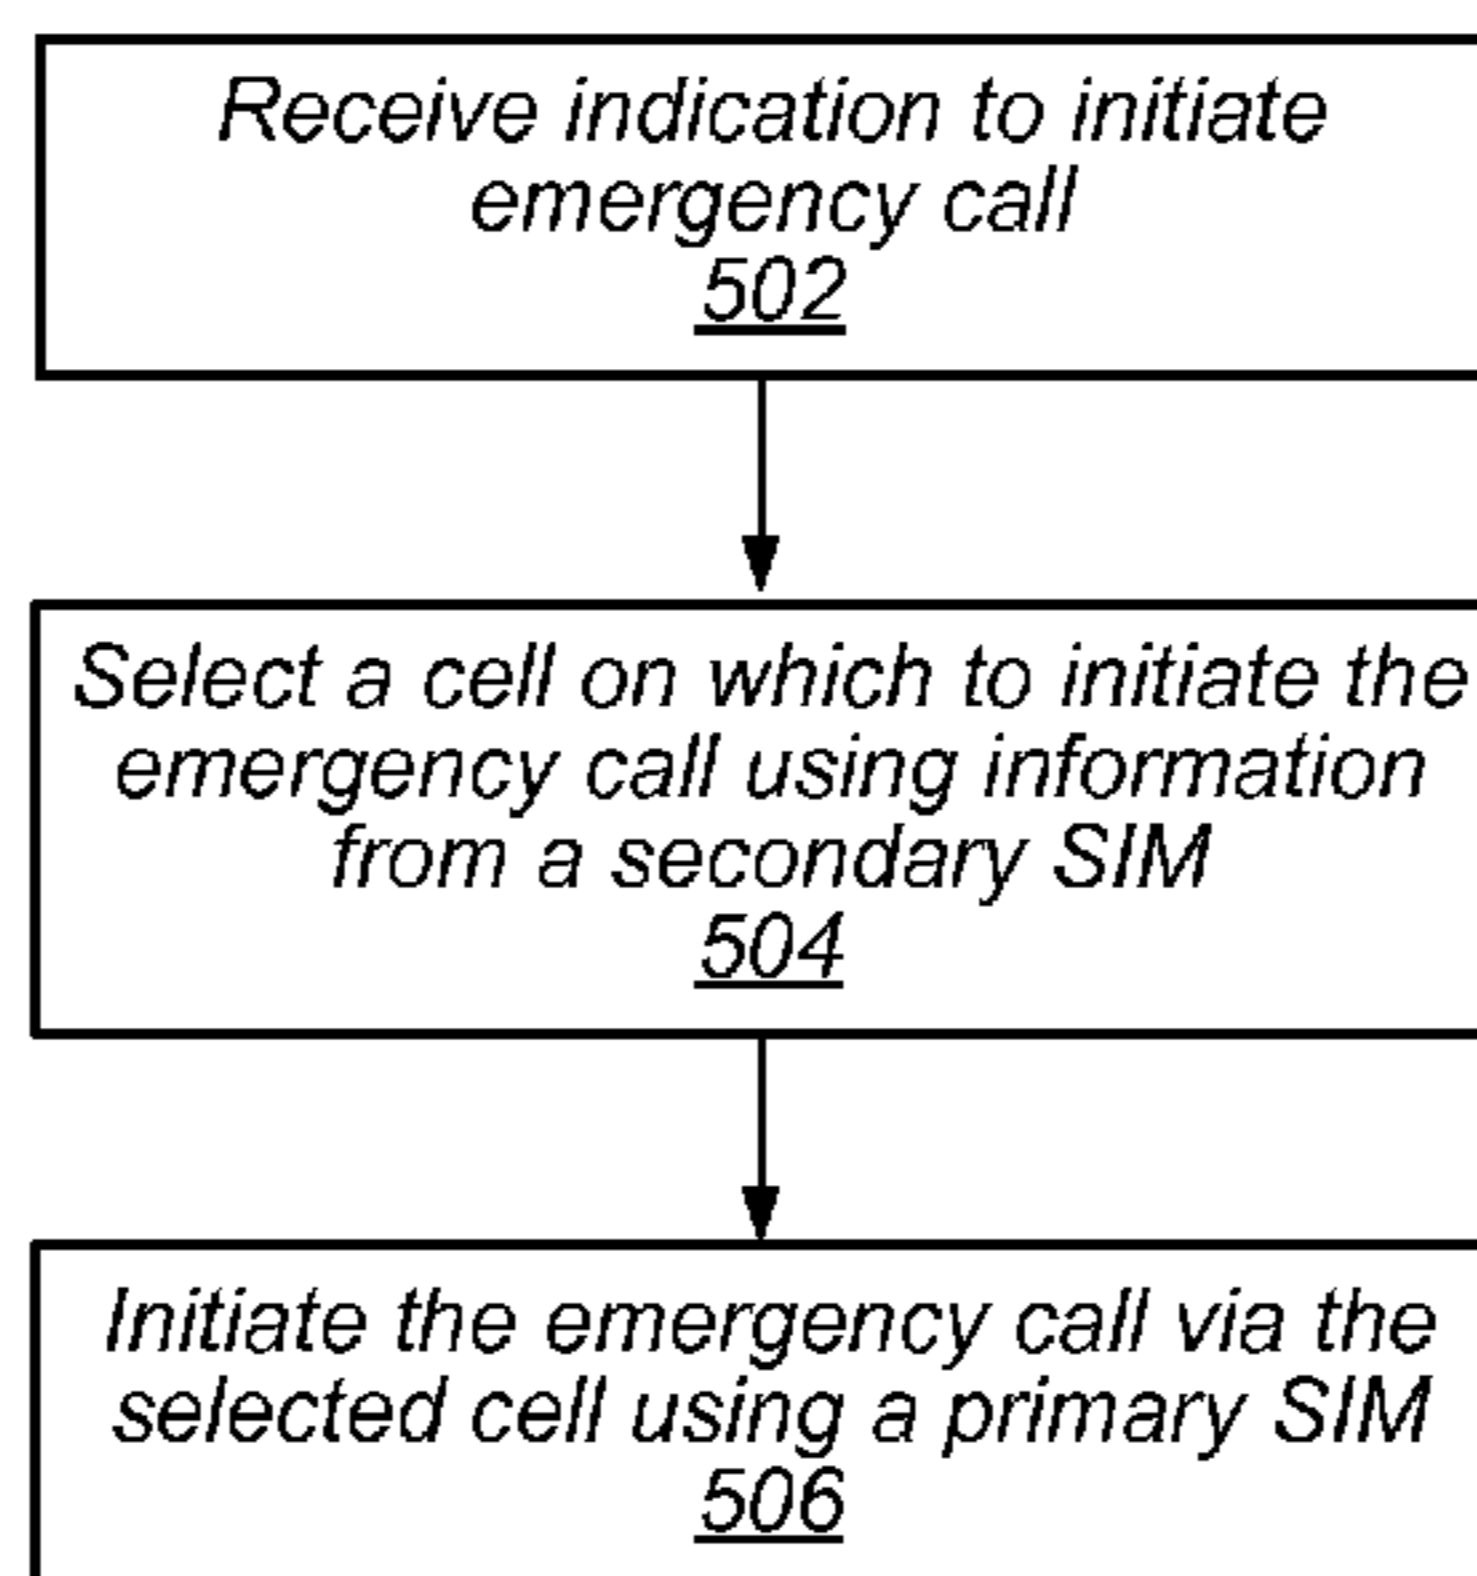 Receive indication to initiate
emergency call
502
Select a cell on which to initiate the
emergency call using information
from a secondary SIM
504
Initiate the emergency call via the
selected cell using a primary SIM
506